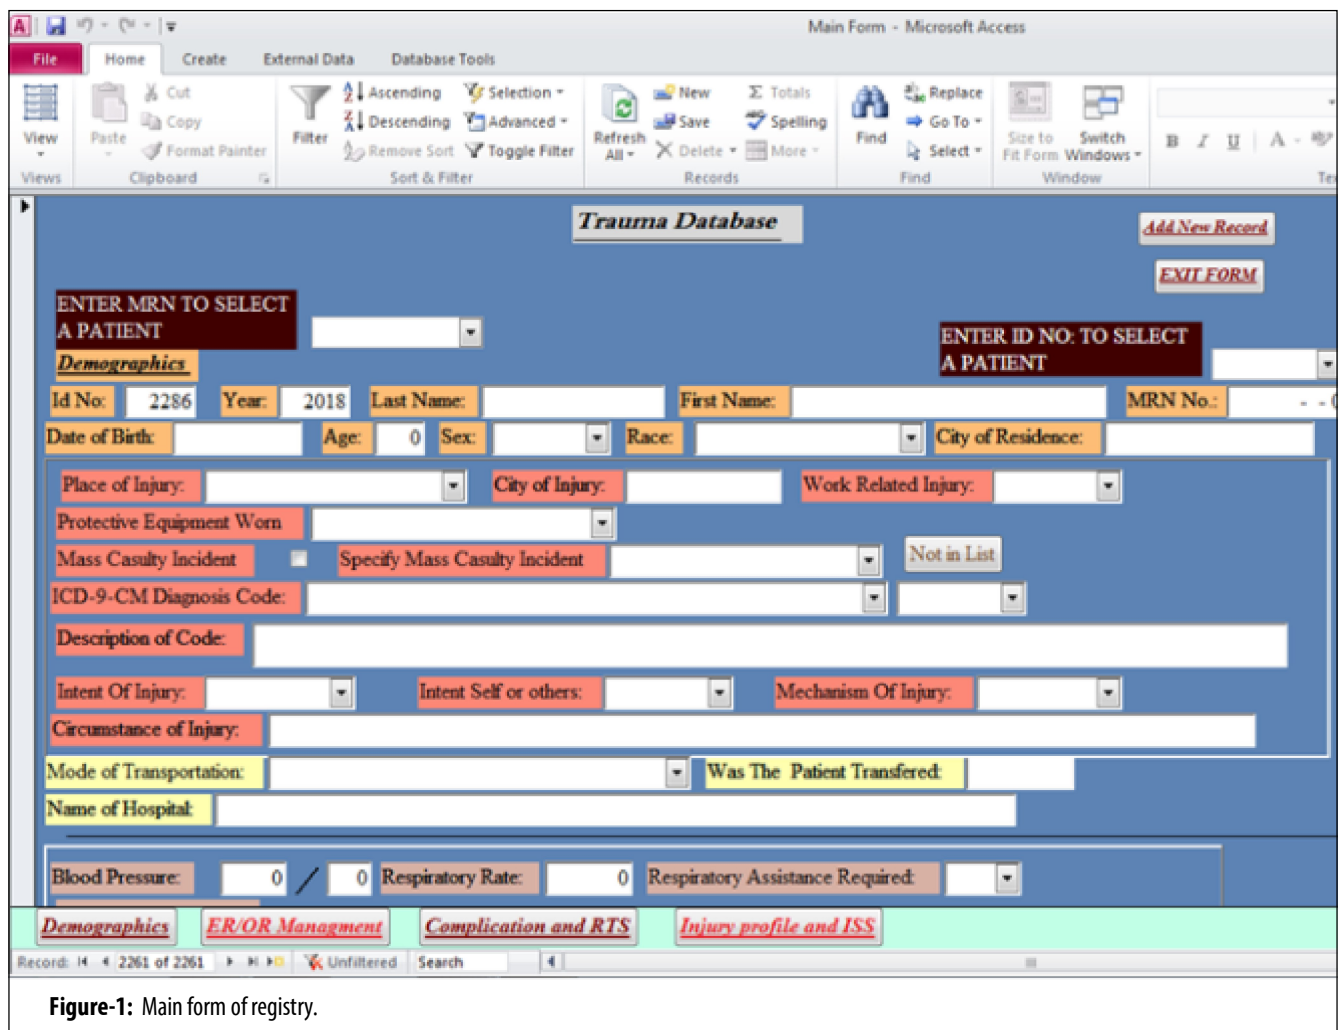 Main Form - Microsoft Access
File Home Create External Data Database Tools
View Paste Cut Copy Format Painter
Filter Ascending Descending Remove Sort Selection Advanced Toggle Filter
Refresh All New Save Delete Totals Spelling More
Find Replace Go To Select
Size to Fit Form Switch Windows
B I U A
Views Clipboard Sort & Filter Records Find Window
Trauma Database
Add New Record
EXIT FORM
ENTER MRN TO SELECT
A PATIENT
ENTER ID NO: TO SELECT
A PATIENT
Demographics
Id No: 2286 Year: 2018 Last Name: First Name: MRN No.: - -
Date of Birth: Age: 0 Sex: Race: City of Residence:
Place of Injury: City of Injury: Work Related Injury:
Protective Equipment Worn
Mass Casulty Incident Specify Mass Casulty Incident Not in List
ICD-9-CM Diagnosis Code:
Description of Code:
Intent Of Injury: Intent Self or others: Mechanism Of Injury:
Circumstance of Injury:
Mode of Transportation: Was The Patient Transfered:
Name of Hospital:
Blood Pressure: 0 / 0 Respiratory Rate: 0 Respiratory Assistance Required:
Demographics ER/OR Managment Complication and RTS Injury profile and ISS
Record: 2261 of 2261 Unfiltered Search
Figure-1: Main form of registry.